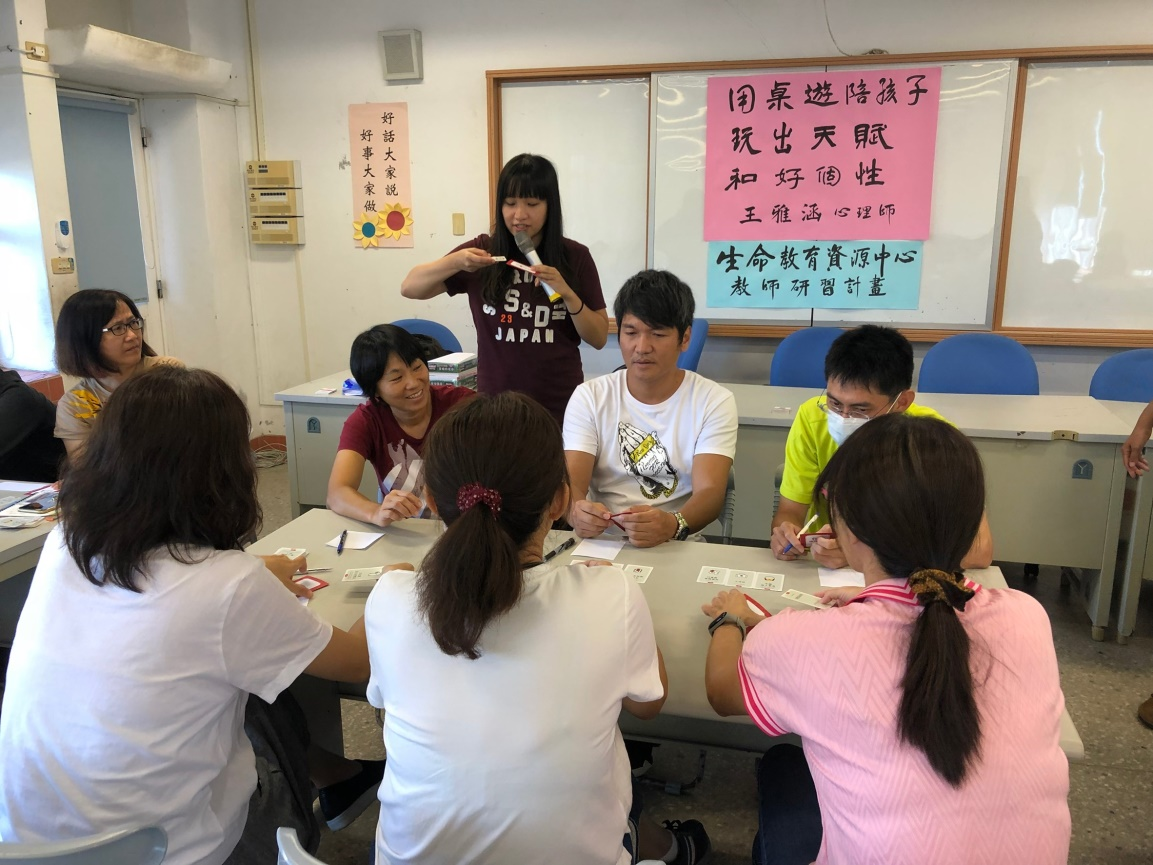 好話大家說
好事大家做
用桌遊陪孩子
玩出天賦
和好個性
王雅涵心理師
生命教育資源中心
教師研習計畫
S&D
29
JAPAN